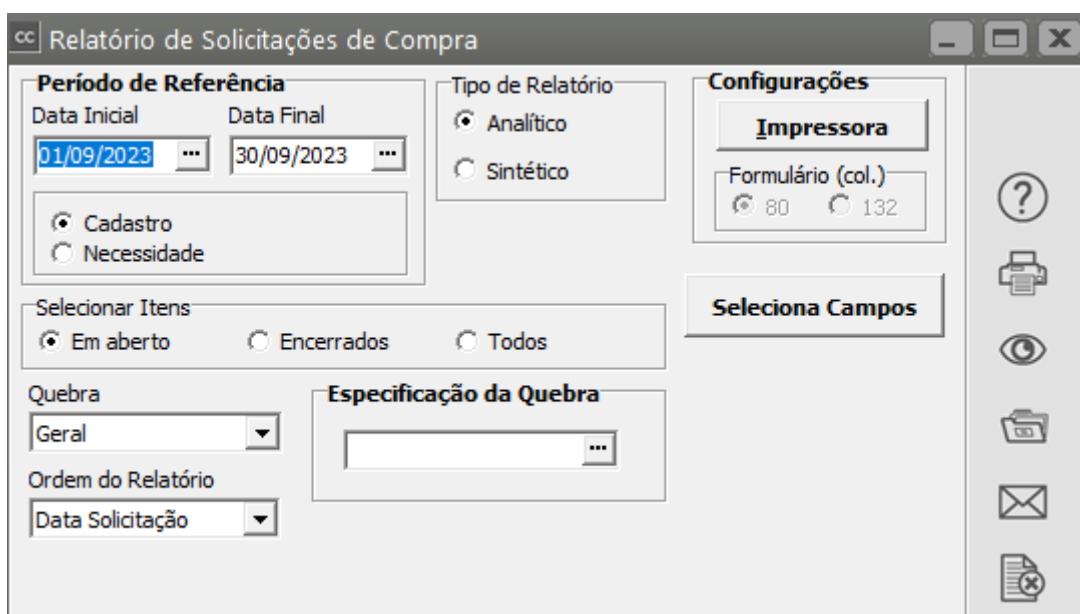 cc Relatório de Solicitações de Compra
Período de Referência
Data Inicial Data Final
01/09/2023 ... 30/09/2023 ...
Cadastro
Necessidade
Tipo de Relatório
Analítico
Sintético
Configurações
Impressora
Formulário (col.)
80 132
Selecionar Itens
Em aberto Encerrados Todos
Seleciona Campos
Quebra
Geral
Especificação da Quebra
...
Ordem do Relatório
Data Solicitação